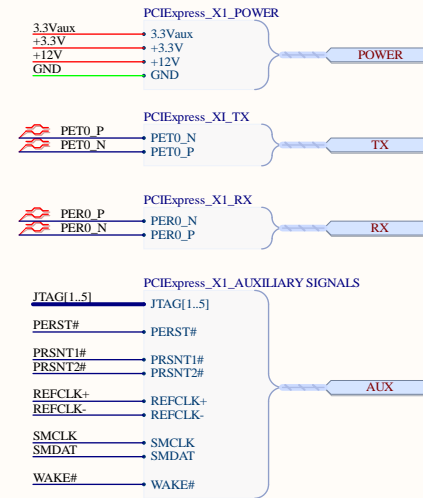 PCIExpress_X1_POWER
3.3Vaux 3.3Vaux
+3.3V +3.3V
+12V +12V POWER
GND GND
PCIExpress_XI_TX
PET0_P PET0_N
PET0_N PET0_P TX
PCIExpress_X1_RX
PER0_P PER0_N
PER0_N PER0_P RX
PCIExpress_X1_AUXILIARY SIGNALS
JTAG[1..5] JTAG[1..5]
PERST# PERST#
PRSNT1# PRSNT1#
PRSNT2# PRSNT2# AUX
REFCLK+ REFCLK+
REFCLK- REFCLK-
SMCLK SMCLK
SMDAT SMDAT
WAKE# WAKE#